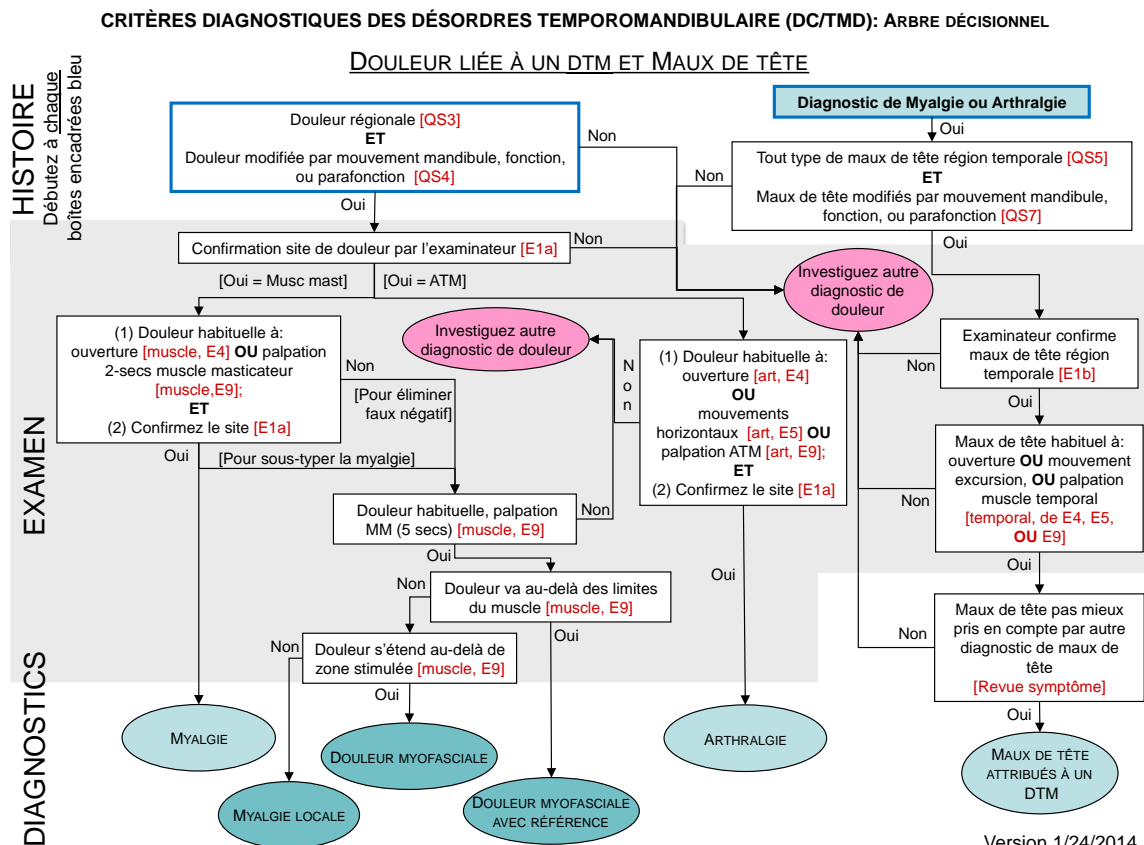 CRITÈRES DIAGNOSTIQUES DES DÉSORDRES TEMPOROMANDIBULAIRE (DC/TMD): ARBRE DÉCISIONNEL
DOULEUR LIÉE À UN DTM ET MAUX DE TÊTE
HISTOIRE
Débutez à chaque
boîtes encadrées bleu
Douleur régionale [QS3]
ET
Douleur modifiée par mouvement mandibule, fonction,
ou parafonction [QS4]
Non
Oui
Diagnostic de Myalgie ou Arthralgie
Oui
Tout type de maux de tête région temporale [QS5]
ET
Maux de tête modifiés par mouvement mandibule,
fonction, ou parafonction [QS7]
Non
Oui
EXAMEN
Confirmation site de douleur par l'examinateur [E1a]
Non
[Oui = Musc mast]
[Oui = ATM]
Investiguez autre
diagnostic de
douleur
(1) Douleur habituelle à:
ouverture [muscle, E4] OU palpation
2-secs muscle masticateur
[muscle,E9];
ET
(2) Confirmez le site [E1a]
Non
[Pour éliminer
faux négatif]
Oui
[Pour sous-typer la myalgie]
Investiguez autre
diagnostic de douleur
N
o
n
(1) Douleur habituelle à:
ouverture [art, E4]
OU
mouvements
horizontaux [art, E5] OU
palpation ATM [art, E9];
ET
(2) Confirmez le site [E1a]
Oui
Examinateur confirme
maux de tête région
temporale [E1b]
Non
Oui
Maux de tête habituel à:
ouverture OU mouvement
excursion, OU palpation
muscle temporal
[temporal, de E4, E5,
OU E9]
Non
Oui
Douleur habituelle, palpation
MM (5 secs) [muscle, E9]
Non
Oui
Douleur va au-delà des limites
du muscle [muscle, E9]
Non
Oui
Douleur s'étend au-delà de
zone stimulée [muscle, E9]
Non
Oui
Maux de tête pas mieux
pris en compte par autre
diagnostic de maux de
tête
[Revue symptôme]
Non
Oui
DIAGNOSTICS
MYALGIE
DOULEUR MYOFASCIALE
ARTHRALGIE
MAUX DE TÊTE
ATTRIBUÉS À UN
DTM
MYALGIE LOCALE
DOULEUR MYOFASCIALE
AVEC RÉFÉRENCE
Version 1/24/2014